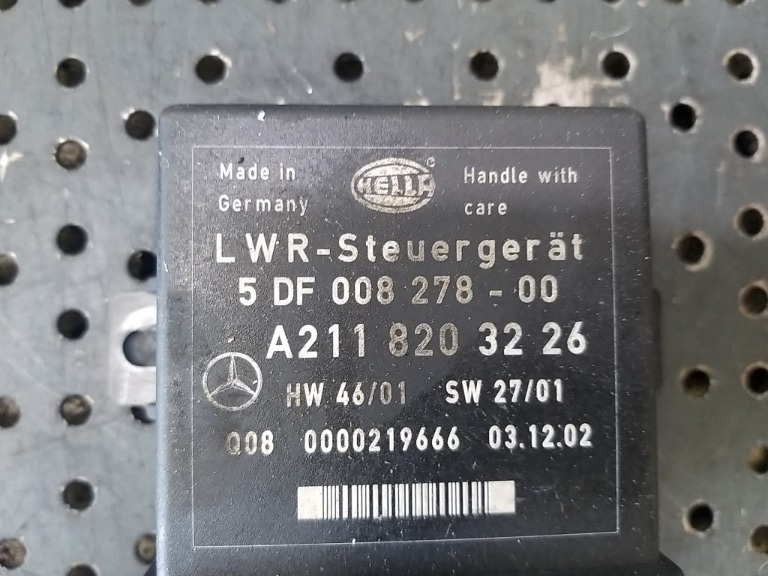 Made in
Germany
HELLA ®
Handle with
care
LWR-Steuergerät
5 DF 008 278 - 00
A211 820 32 26
HW 46/01 SW 27/01
Q08 0000219666 03.12.02